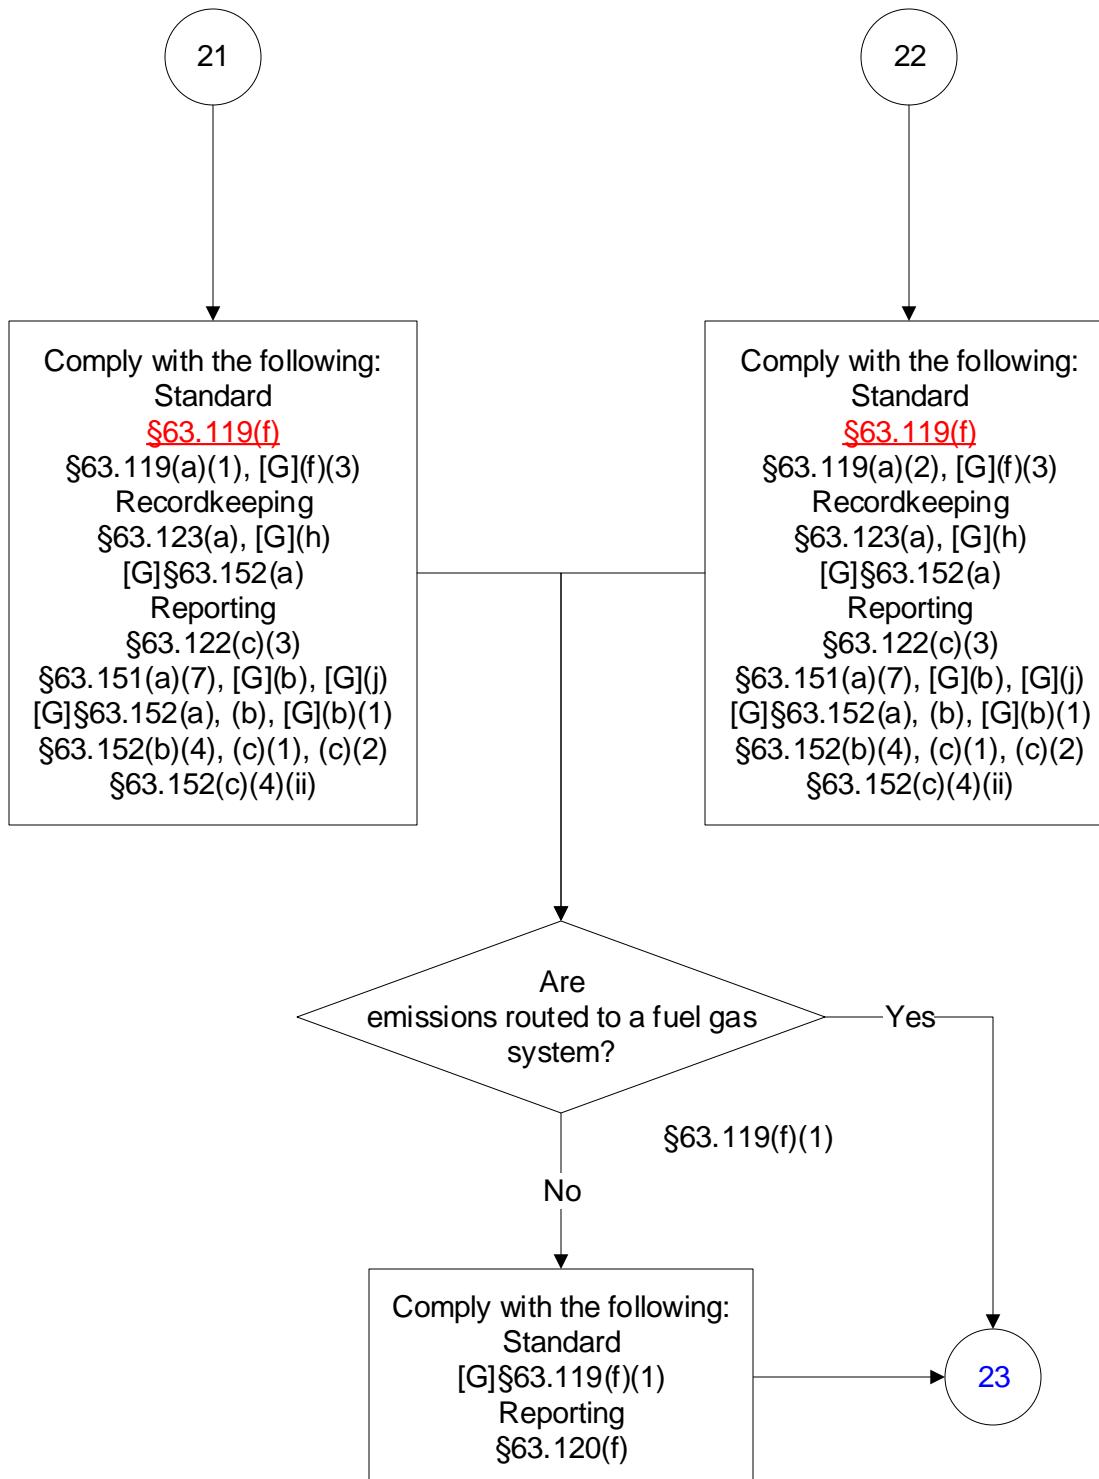 21
22
Comply with the following:
Standard
§63.119(f)
§63.119(a)(1), [G](f)(3)
Recordkeeping
§63.123(a), [G](h)
[G]§63.152(a)
Reporting
§63.122(c)(3)
§63.151(a)(7), [G](b), [G](j)
[G]§63.152(a), (b), [G](b)(1)
§63.152(b)(4), (c)(1), (c)(2)
§63.152(c)(4)(ii)
Comply with the following:
Standard
§63.119(f)
§63.119(a)(2), [G](f)(3)
Recordkeeping
§63.123(a), [G](h)
[G]§63.152(a)
Reporting
§63.122(c)(3)
§63.151(a)(7), [G](b), [G](j)
[G]§63.152(a), (b), [G](b)(1)
§63.152(b)(4), (c)(1), (c)(2)
§63.152(c)(4)(ii)
Are
emissions routed to a fuel gas
system?
Yes
§63.119(f)(1)
No
Comply with the following:
Standard
[G]§63.119(f)(1)
Reporting
§63.120(f)
23